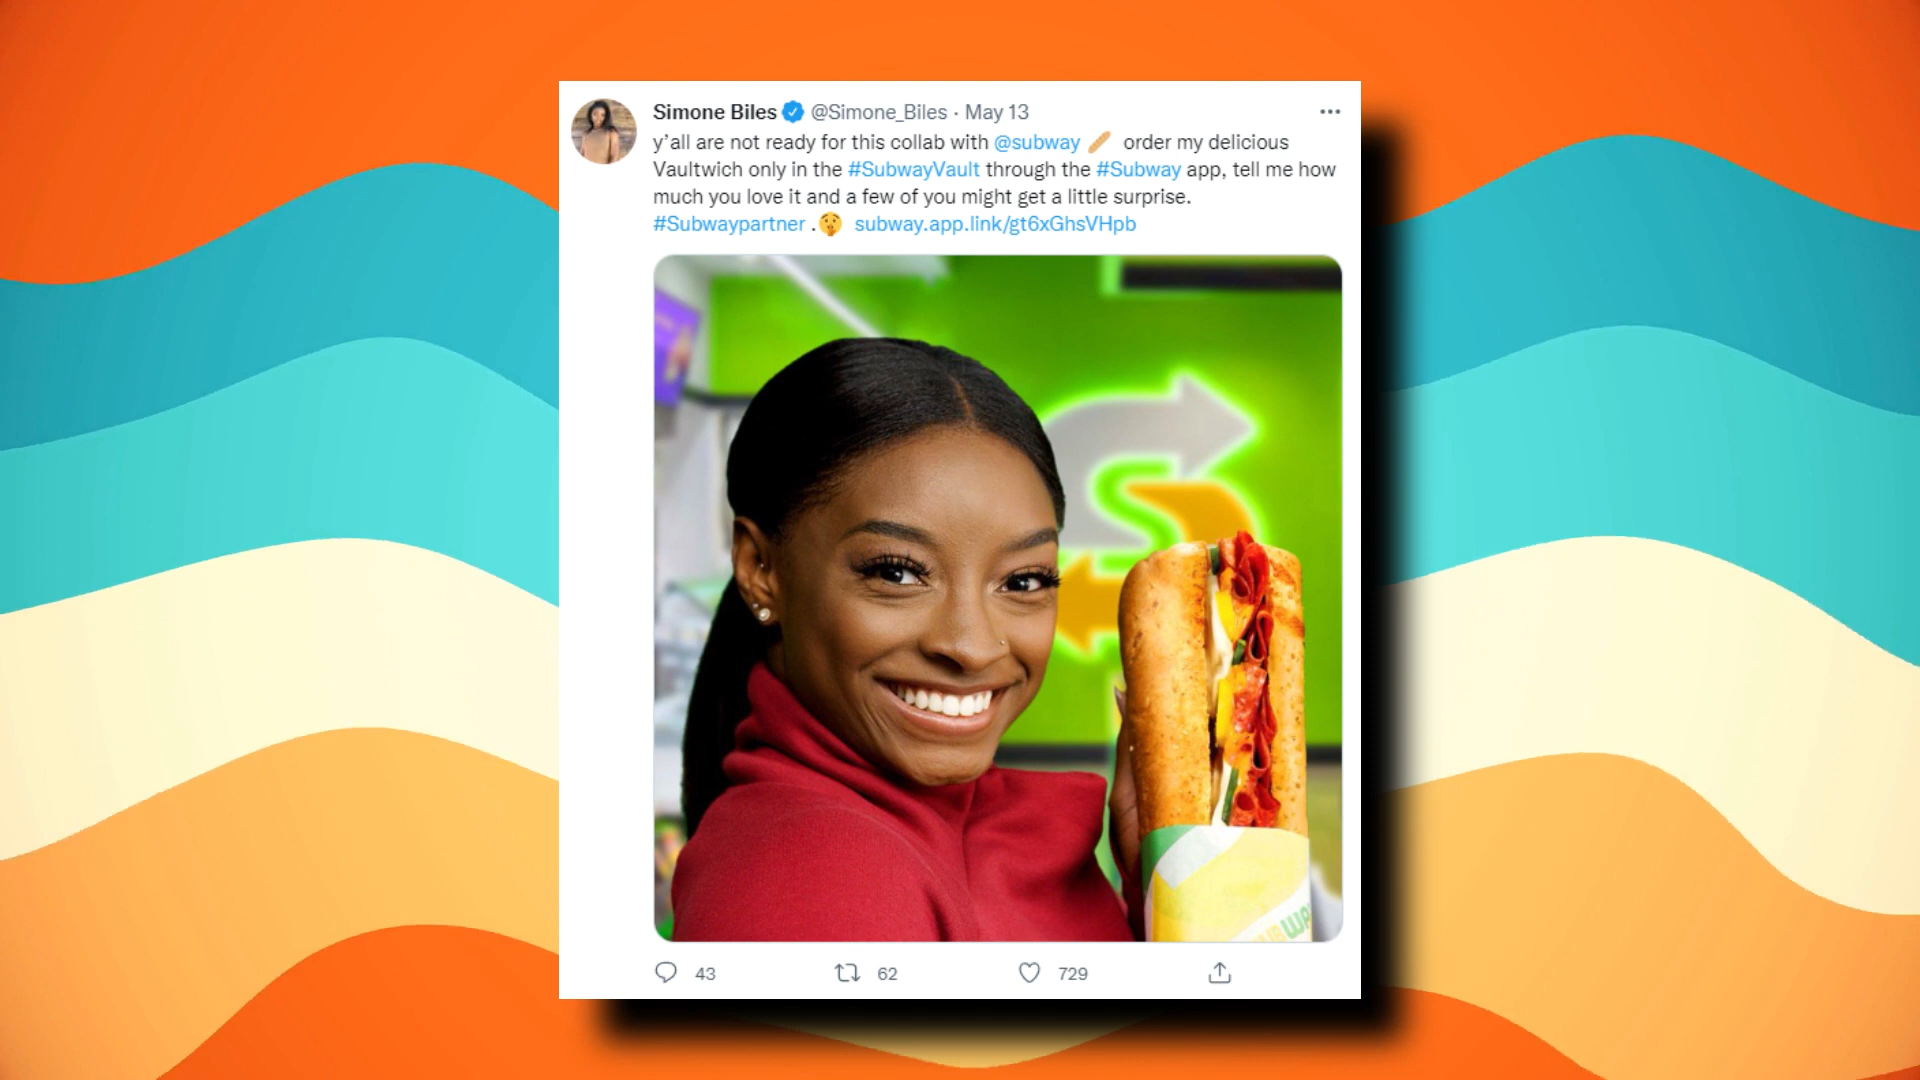 Simone Biles @Simone_Biles · May 13
y’all are not ready for this collab with @subway 🥖 order my delicious
Vaultwich only in the #SubwayVault through the #Subway app, tell me how
much you love it and a few of you might get a little surprise.
#Subwaypartner .🤫 subway.app.link/gt6xGhsVHpb
UBWA
43 62 729